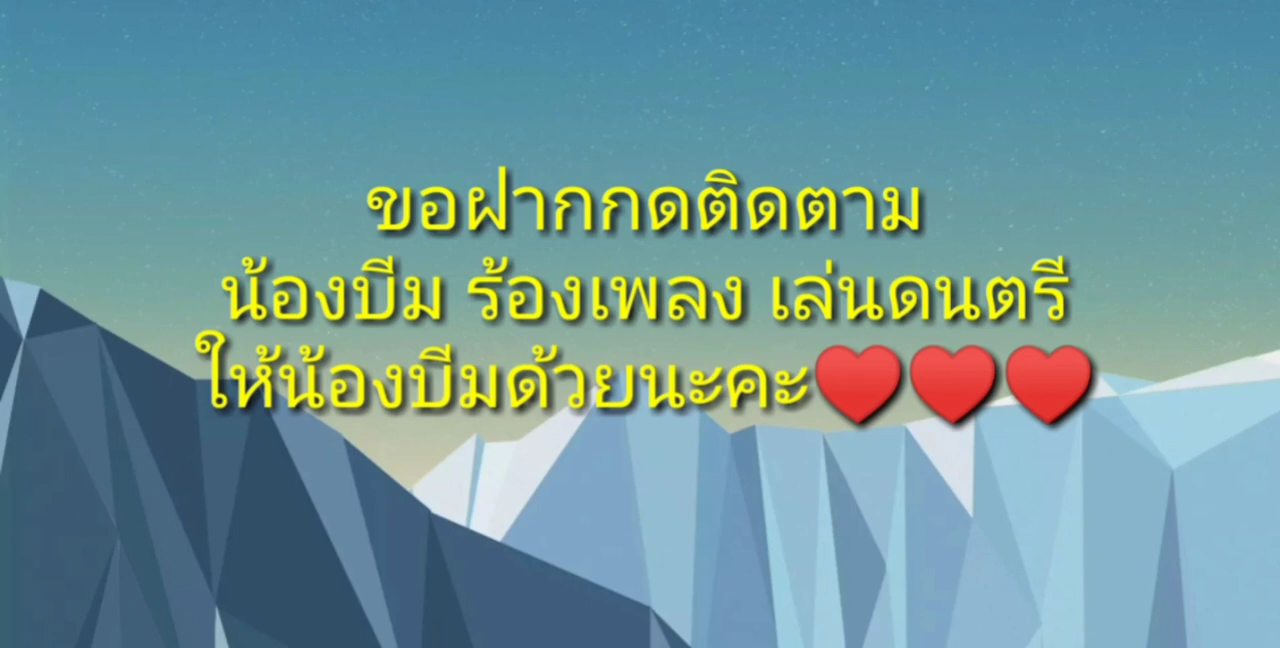 ขอฝากกดติดตาม
น้องบีม ร้องเพลง เล่นดนตรี
ให้น้องบีมด้วยนะคะ♥️♥️♥️